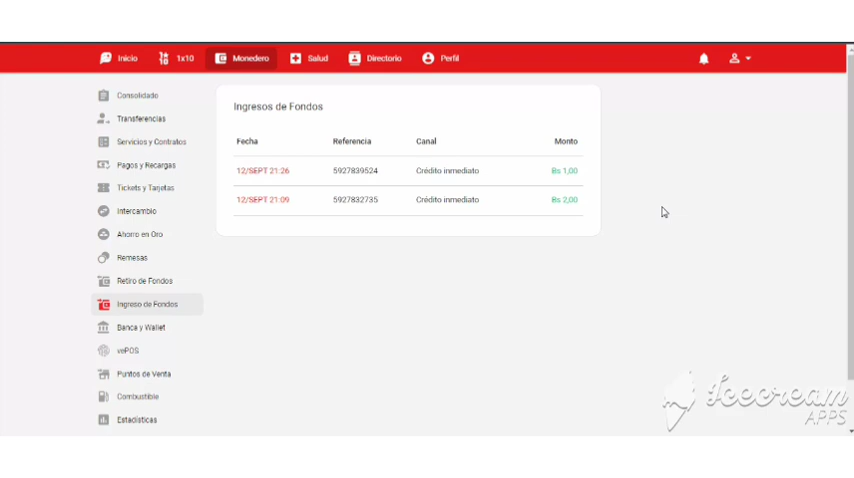 Inicio 1x10 Monedero Salud Directorio Perfil
Consolidado
Transferencias
Servicios y Contratos
Pagos y Recargas
Tickets y Tarjetas
Intercambio
Ahorro en Oro
Remesas
Retiro de Fondos
Ingreso de Fondos
Banca y Wallet
vePOS
Puntos de Venta
Combustible
Estadísticas
Ingresos de Fondos
Fecha Referencia Canal Monto
12/SEPT 21:26 5927839524 Crédito inmediato Bs 1,00
12/SEPT 21:09 5927832735 Crédito inmediato Bs 2,00
Icecream
APPS